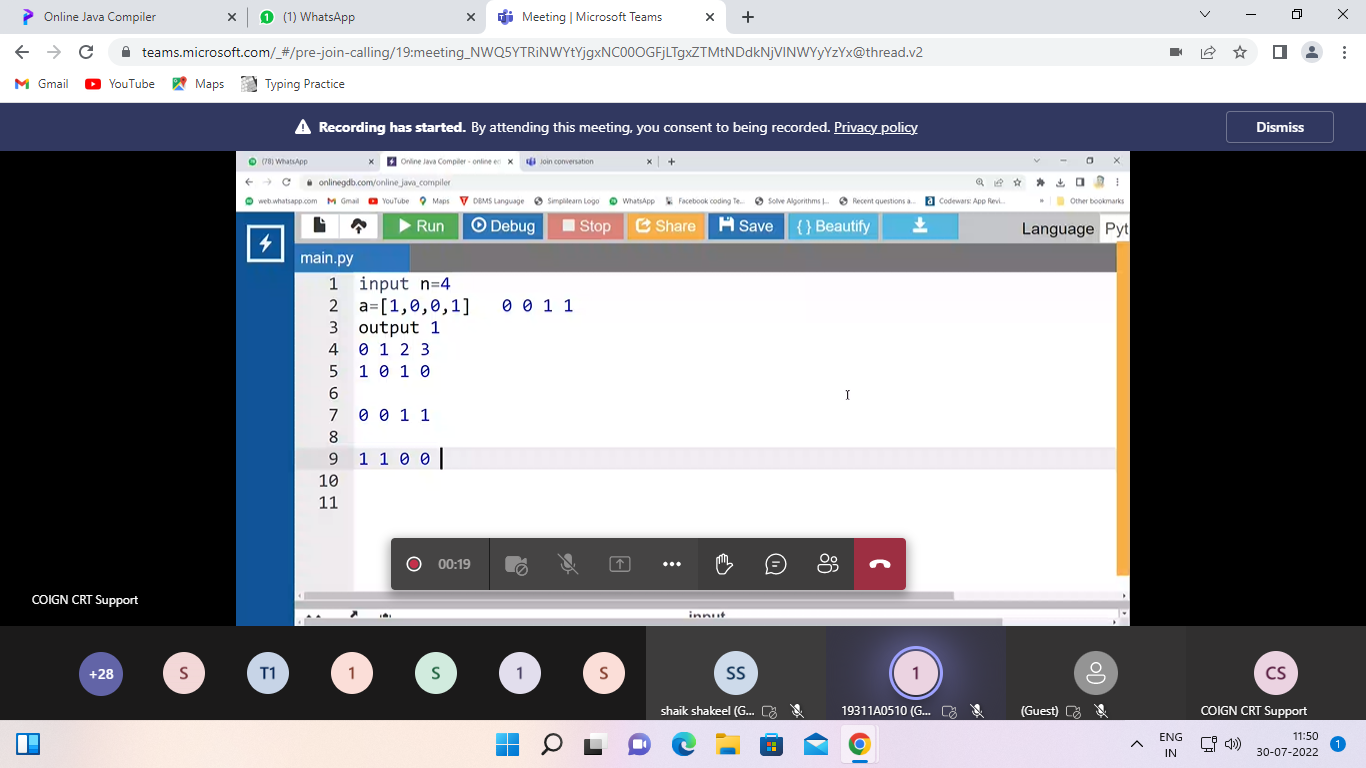 Online Java Compiler
(1) WhatsApp
Meeting | Microsoft Teams
teams.microsoft.com/_#/pre-join-calling/19:meeting_NWQ5YTRiNWYtYjgxNC00OGFjLTgxZTMtNDdkNjVlNWYyYzYx@thread.v2
Gmail YouTube Maps Typing Practice
Recording has started. By attending this meeting, you consent to being recorded. Privacy policy
Dismiss
(78) WhatsApp
Online Java Compiler - online ed
Join conversation
onlinegdb.com/online_java_compiler
web.whatsapp.com Gmail YouTube Maps DBMS Language Simplilearn Logo WhatsApp Facebook coding Te... Solve Algorithms |... Recent questions a... Codewars: App Revi... » Other bookmarks
Run Debug Stop Share Save { } Beautify Language Pyt
main.py
1 input n=4
2 a=[1,0,0,1] 0 0 1 1
3 output 1
4 0 1 2 3
5 1 0 1 0
6
7 0 0 1 1
8
9 1 1 0 0
10
11
00:19
input
COIGN CRT Support
+28 S T1 1 S 1 S SS 1 CS
shaik shakeel (G... 19311A0510 (G... (Guest) COIGN CRT Support
ENG
IN
11:50
30-07-2022
1